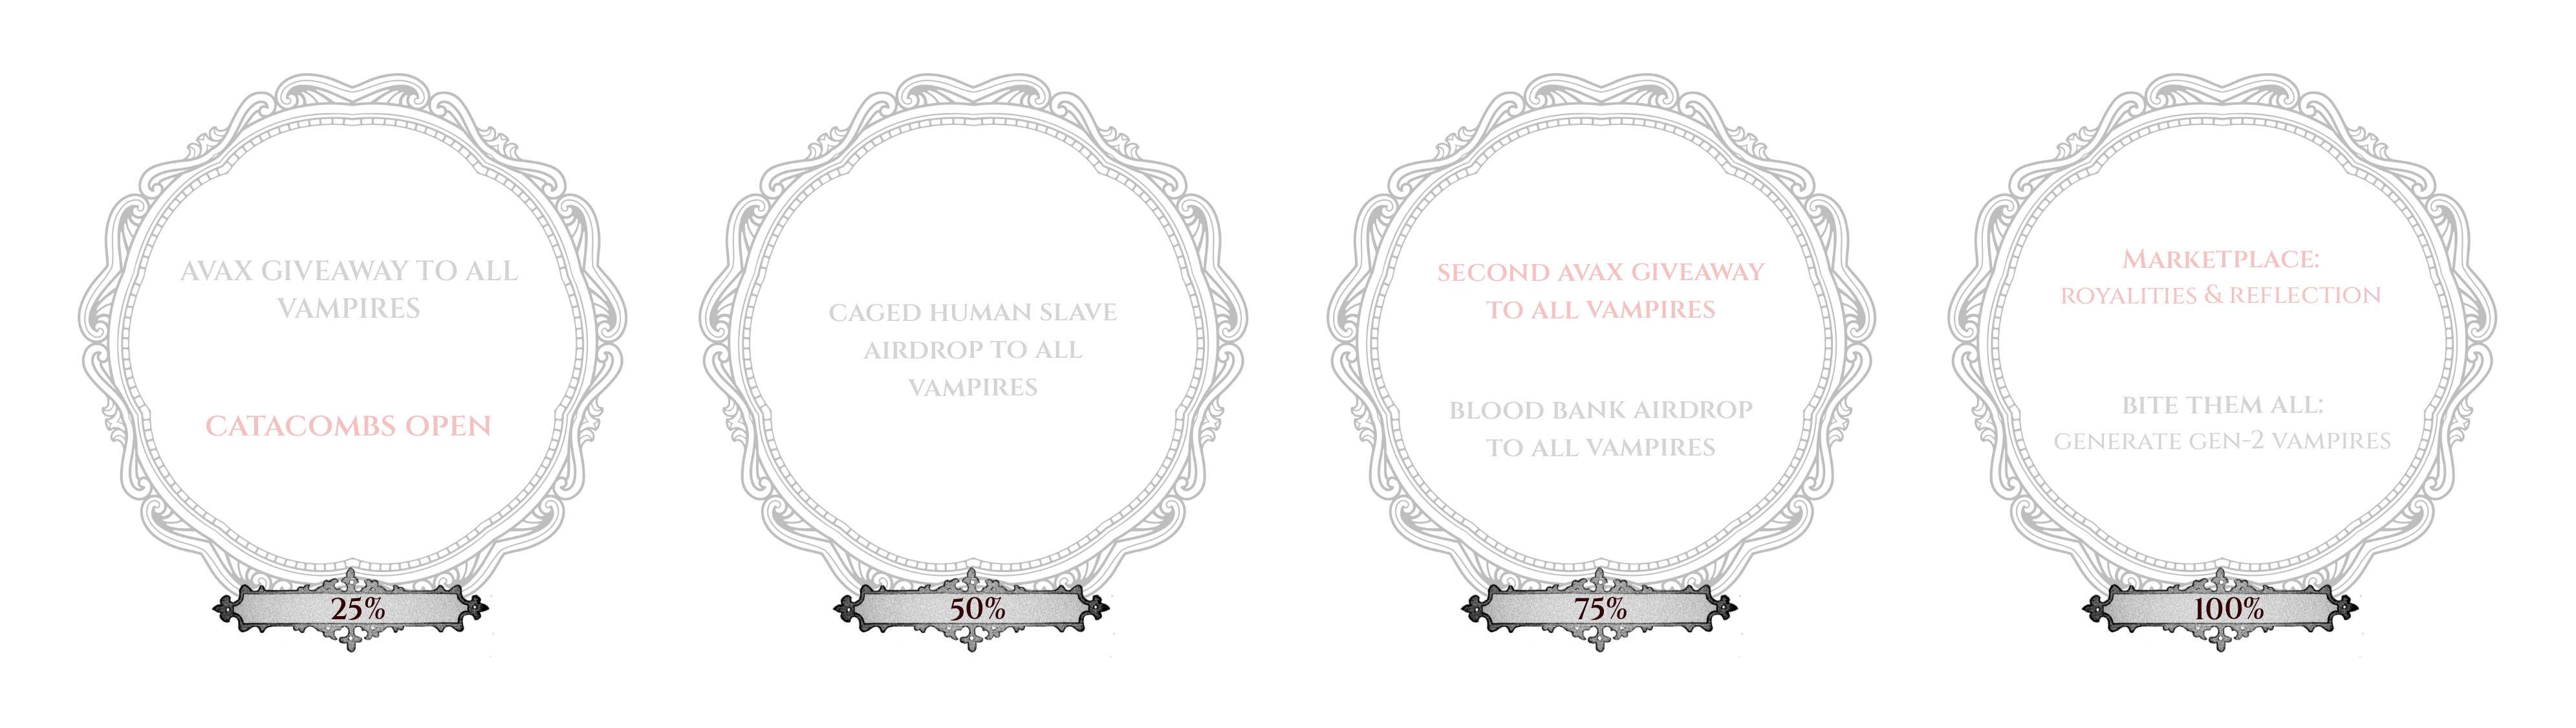 AVAX GIVEAWAY TO ALL
VAMPIRES
CATACOMBS OPEN
25%
CAGED HUMAN SLAVE
AIRDROP TO ALL
VAMPIRES
50%
SECOND AVAX GIVEAWAY
TO ALL VAMPIRES
BLOOD BANK AIRDROP
TO ALL VAMPIRES
75%
MARKETPLACE:
ROYALITIES & REFLECTION
BITE THEM ALL:
GENERATE GEN-2 VAMPIRES
100%